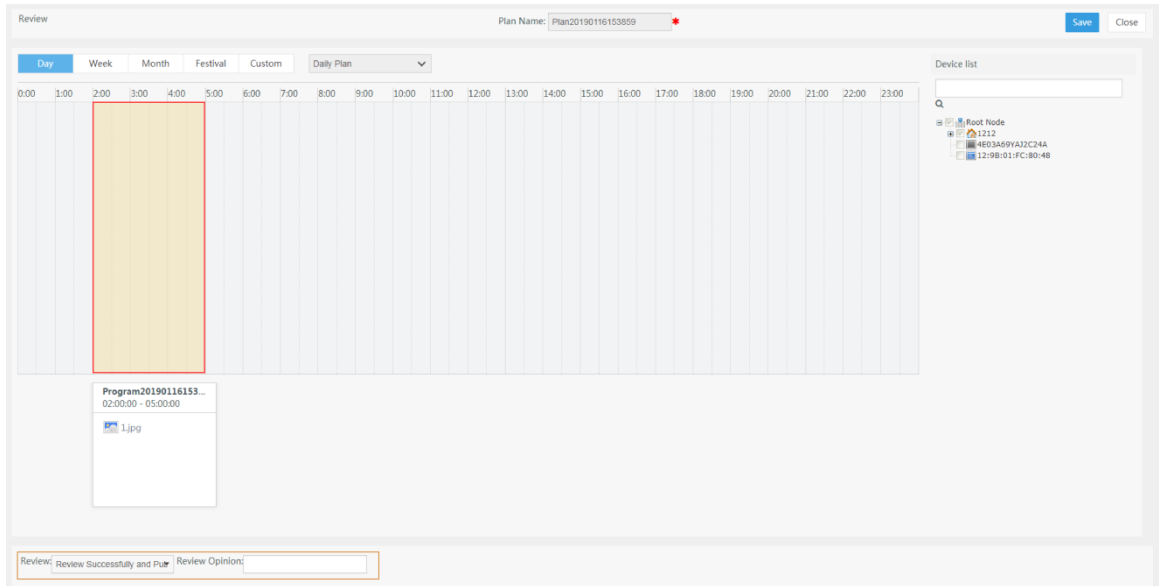 Review Plan Name: Plan20190116153859 * Save Close
Day Week Month Festival Custom Daily Plan Device list
0:00 1:00 2:00 3:00 4:00 5:00 6:00 7:00 8:00 9:00 10:00 11:00 12:00 13:00 14:00 15:00 16:00 17:00 18:00 19:00 20:00 21:00 22:00 23:00
Root Node
1212
4E03A69YAJ2C24A
12:9B:01:FC:80:4B
Program20190116153...
02:00:00 - 05:00:00
1.jpg
Review: Review Successfully and Pub Review Opinion: